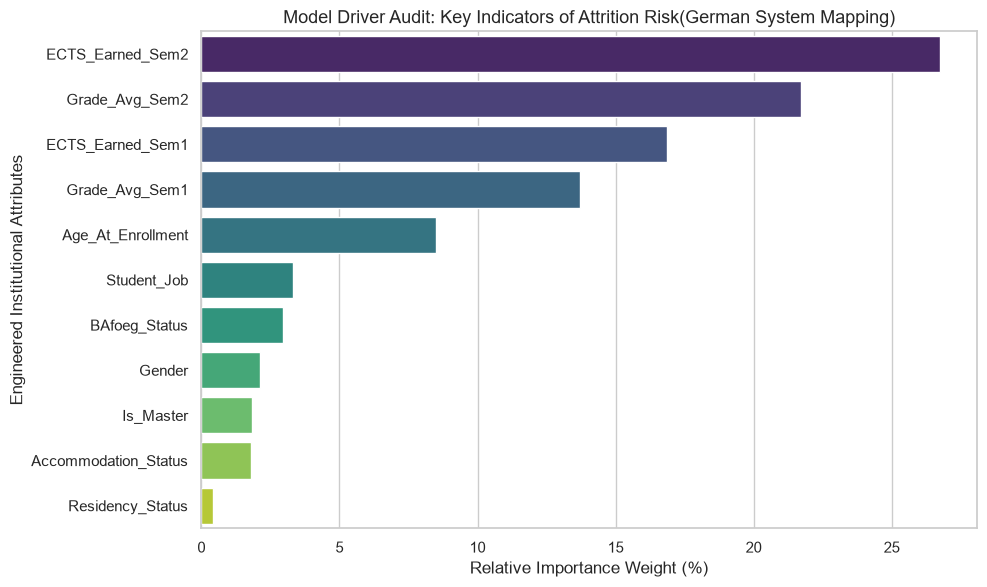 Model Driver Audit: Key Indicators of Attrition Risk(German System Mapping)
Engineered Institutional Attributes
ECTS_Earned_Sem2
Grade_Avg_Sem2
ECTS_Earned_Sem1
Grade_Avg_Sem1
Age_At_Enrollment
Student_Job
BAfoeg_Status
Gender
Is_Master
Accommodation_Status
Residency_Status
0 5 10 15 20 25
Relative Importance Weight (%)